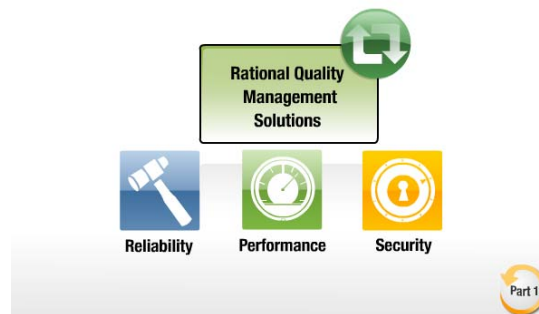 Rational Quality
Management
Solutions
Reliability
Performance
Security
Part 1